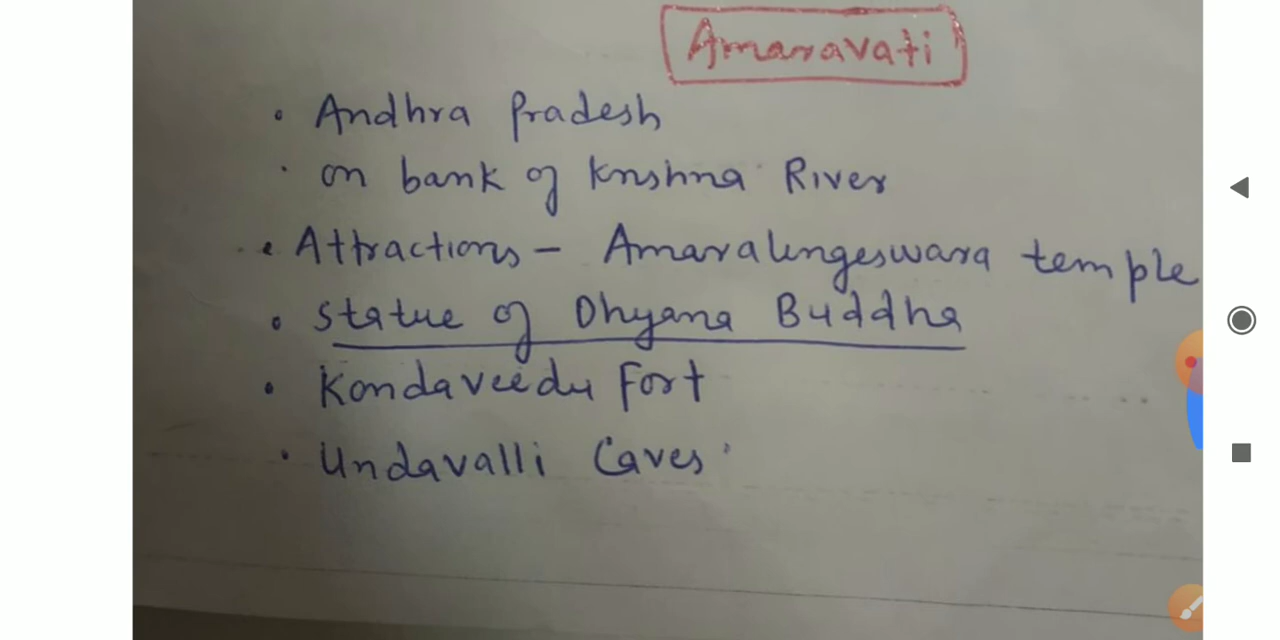 Amaravati
• Andhra Pradesh
• on bank of Krishna River
• Attractions - Amaralingeswara temple
• Statue of Dhyana Buddha
• Kondaveedu Fort
• Undavalli Caves